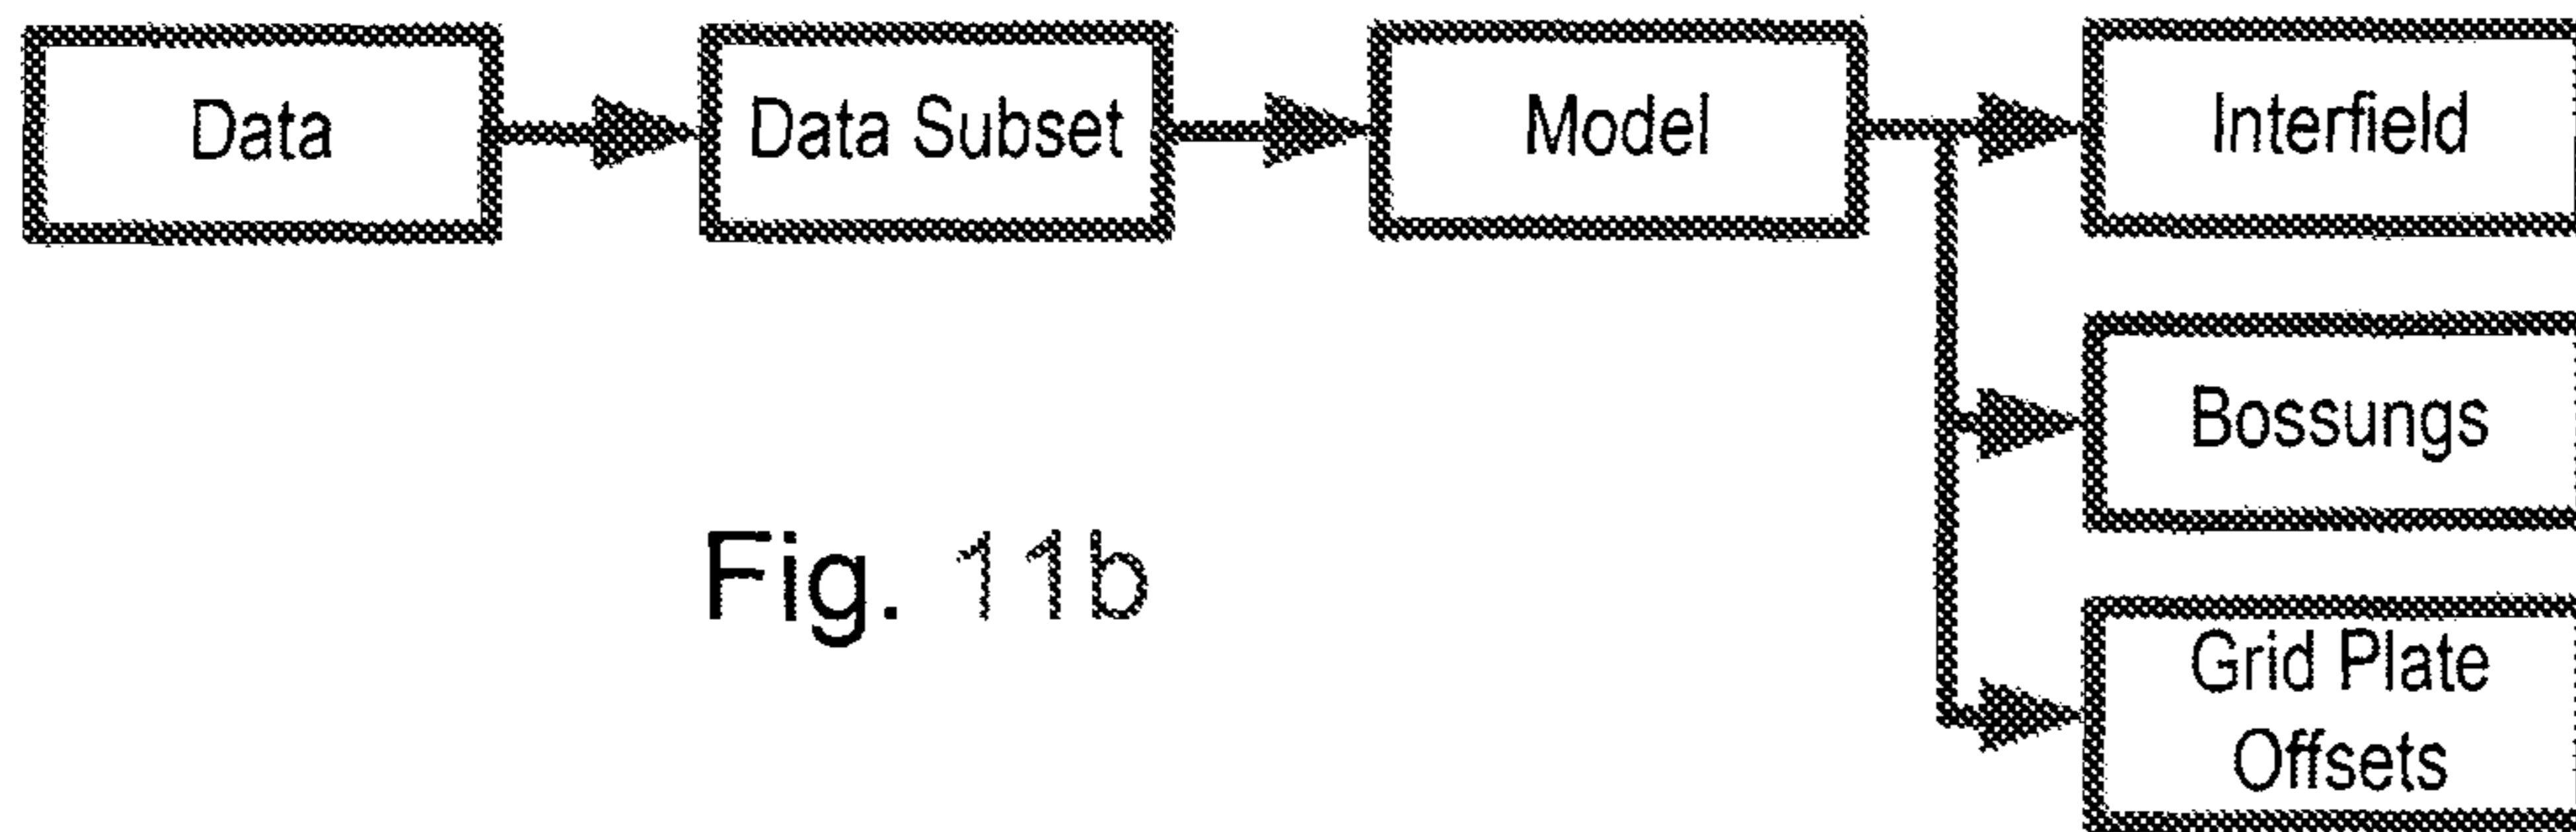 Data
Data Subset
Model
Interfield
Bossungs
Grid Plate
Offsets
Fig. 11b